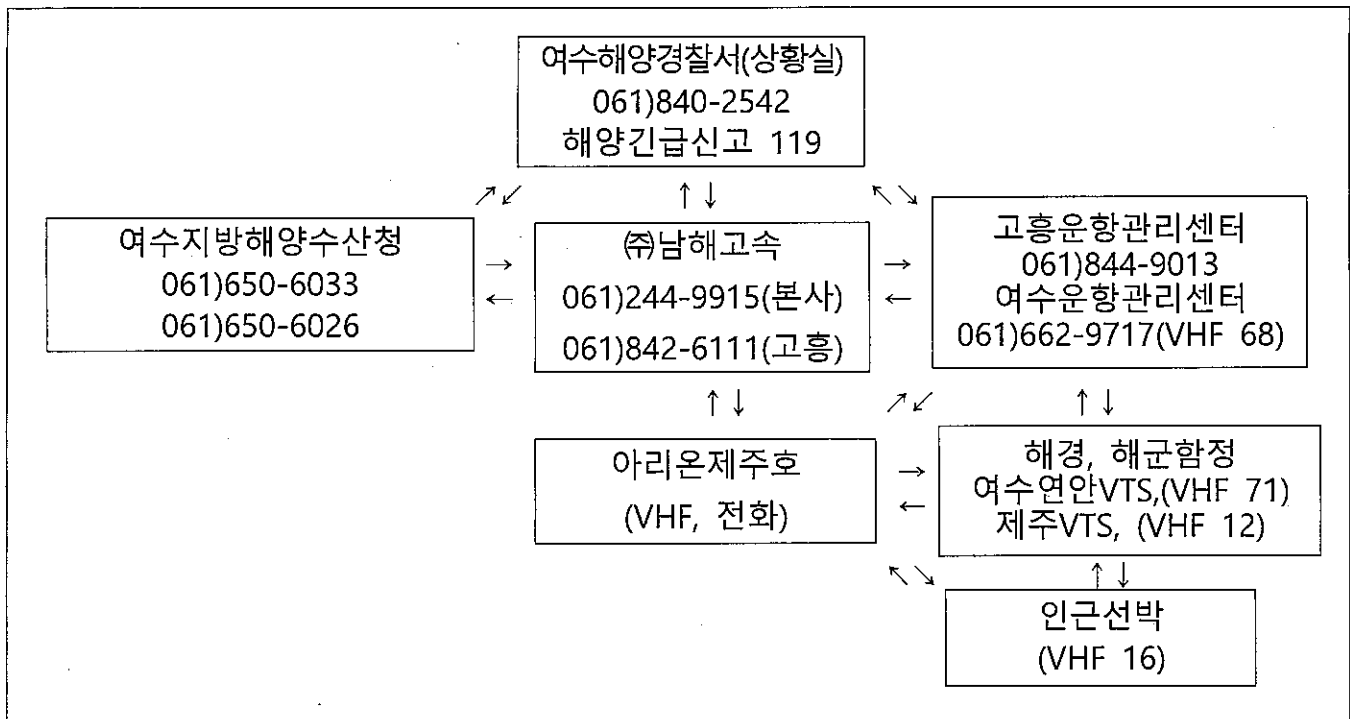 여수해양경찰서(상황실)
061)840-2542
해양긴급신고 119
↗↙ ↑↓ ↖↘
여수지방해양수산청
061)650-6033
061)650-6026
→
←
㈜남해고속
061)244-9915(본사)
061)842-6111(고흥)
→
←
고흥운항관리센터
061)844-9013
여수운항관리센터
061)662-9717(VHF 68)
↑↓ ↗↙ ↑↓
아리온제주호
(VHF, 전화)
→
←
해경, 해군함정
여수연안VTS,(VHF 71)
제주VTS, (VHF 12)
↖↘ ↑↓
인근선박
(VHF 16)